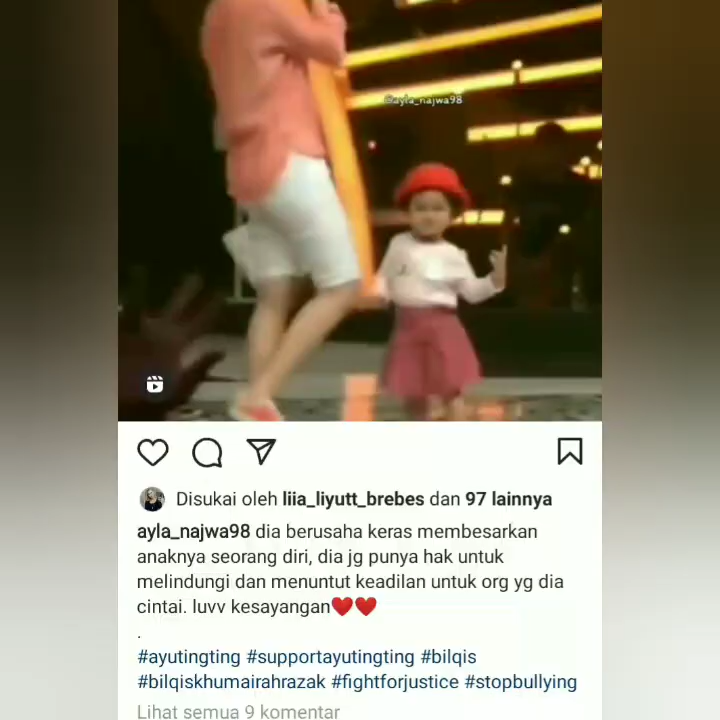 @ayla_najwa98
Disukai oleh liia_liyutt_brebes dan 97 lainnya
ayla_najwa98 dia berusaha keras membesarkan
anaknya seorang diri, dia jg punya hak untuk
melindungi dan menuntut keadilan untuk org yg dia
cintai. luvv kesayangan❤️❤️
.
#ayutingting #supportayutingting #bilqis
#bilqiskhumairahrazak #fightforjustice #stopbullying
Lihat semua 9 komentar